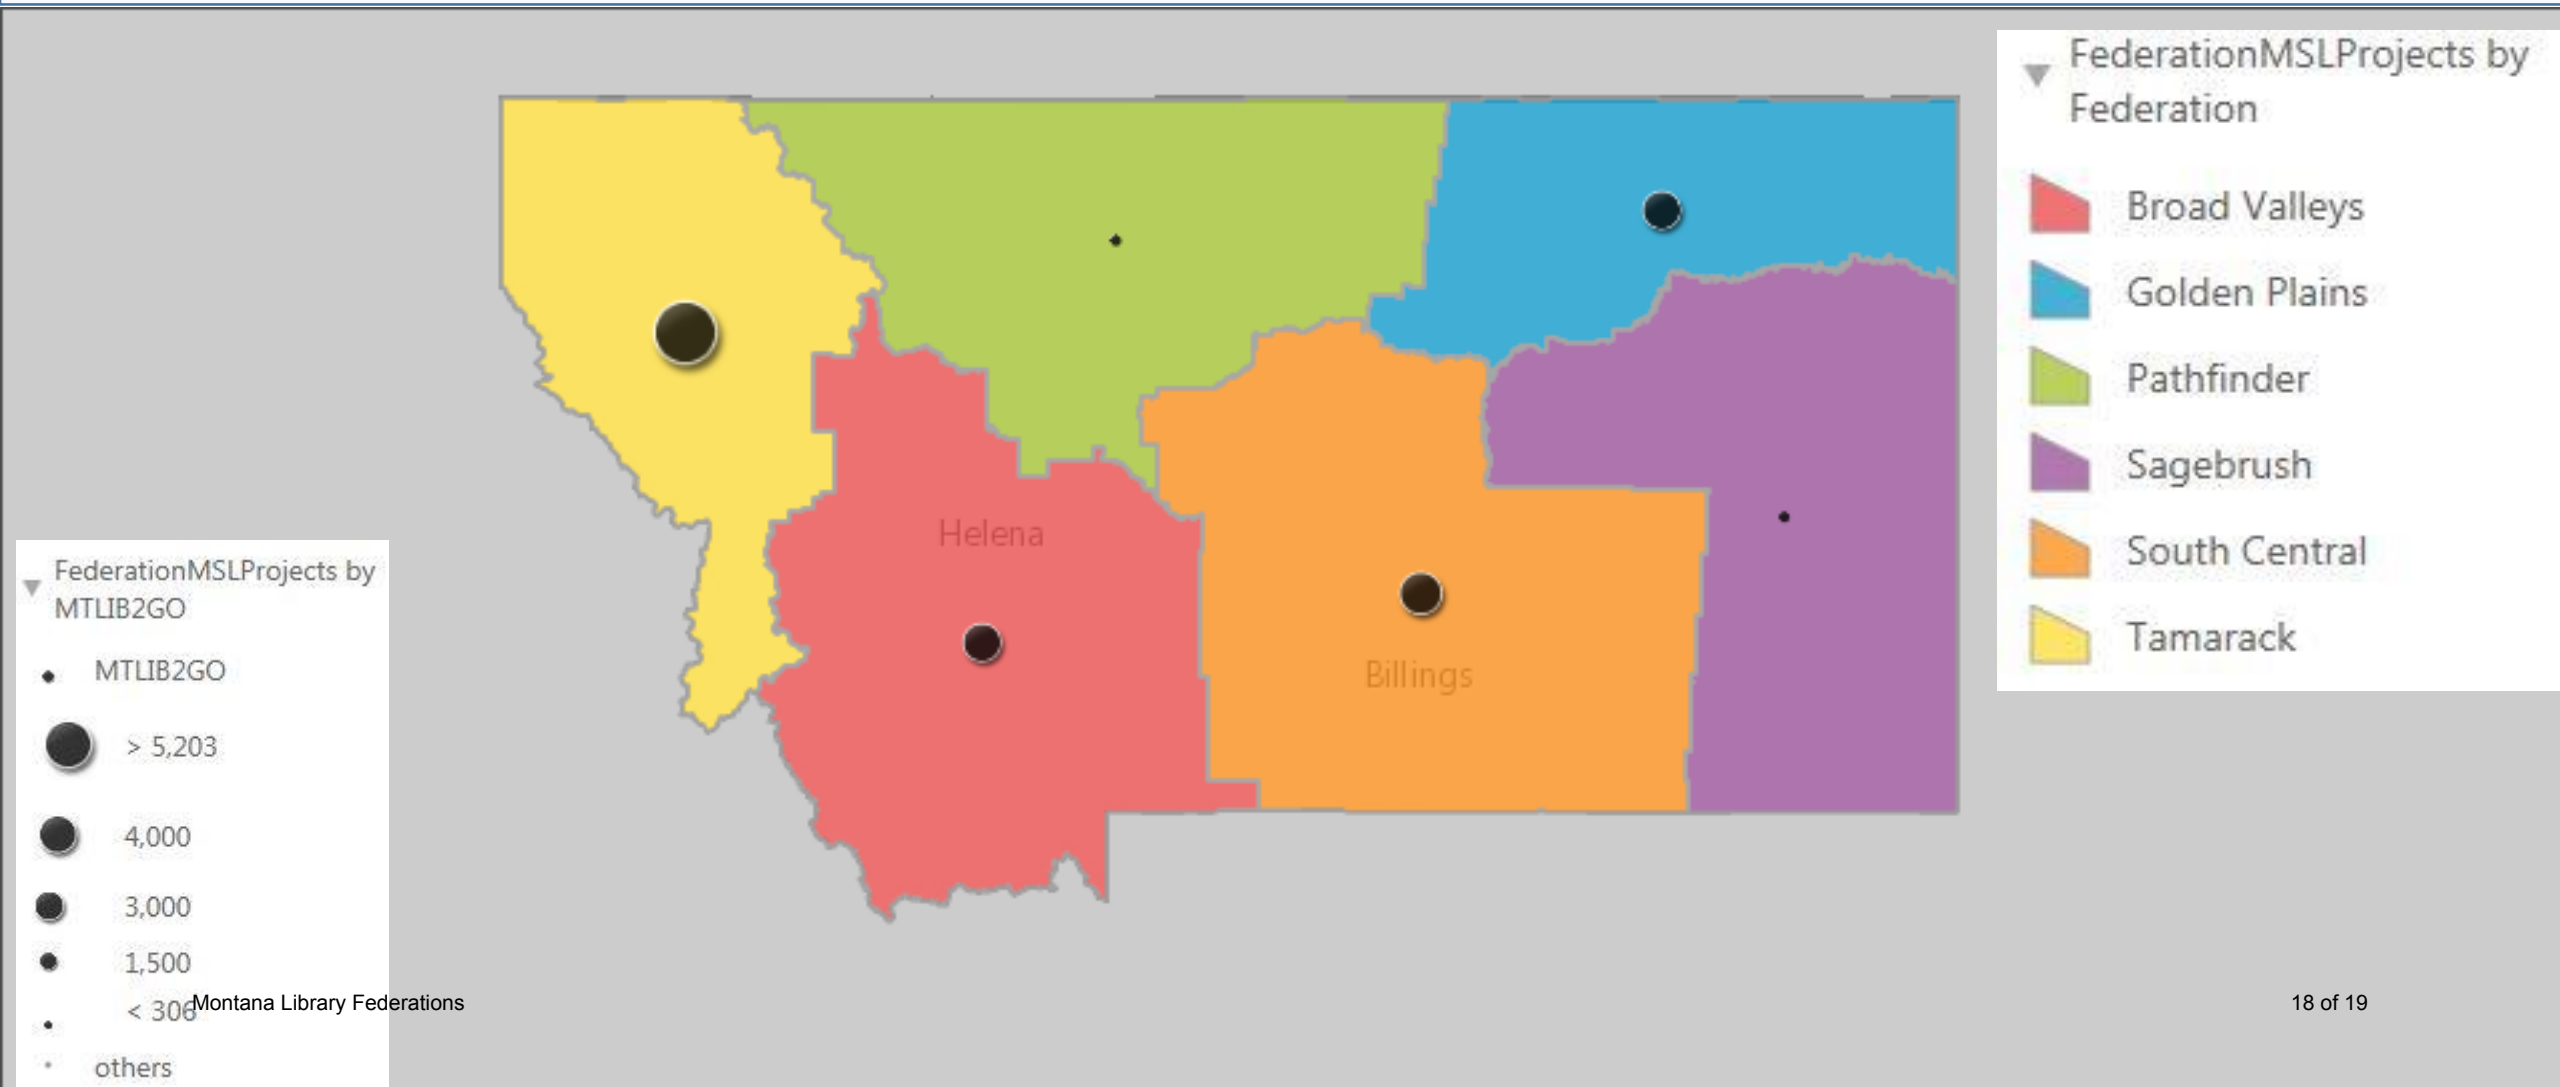 FederationMSLProjects by
Federation
Broad Valleys
Golden Plains
Pathfinder
Sagebrush
South Central
Tamarack
Helena
Billings
FederationMSLProjects by
MTLIB2GO
MTLIB2GO
> 5,203
4,000
3,000
1,500
< 306
others
Montana Library Federations
18 of 19